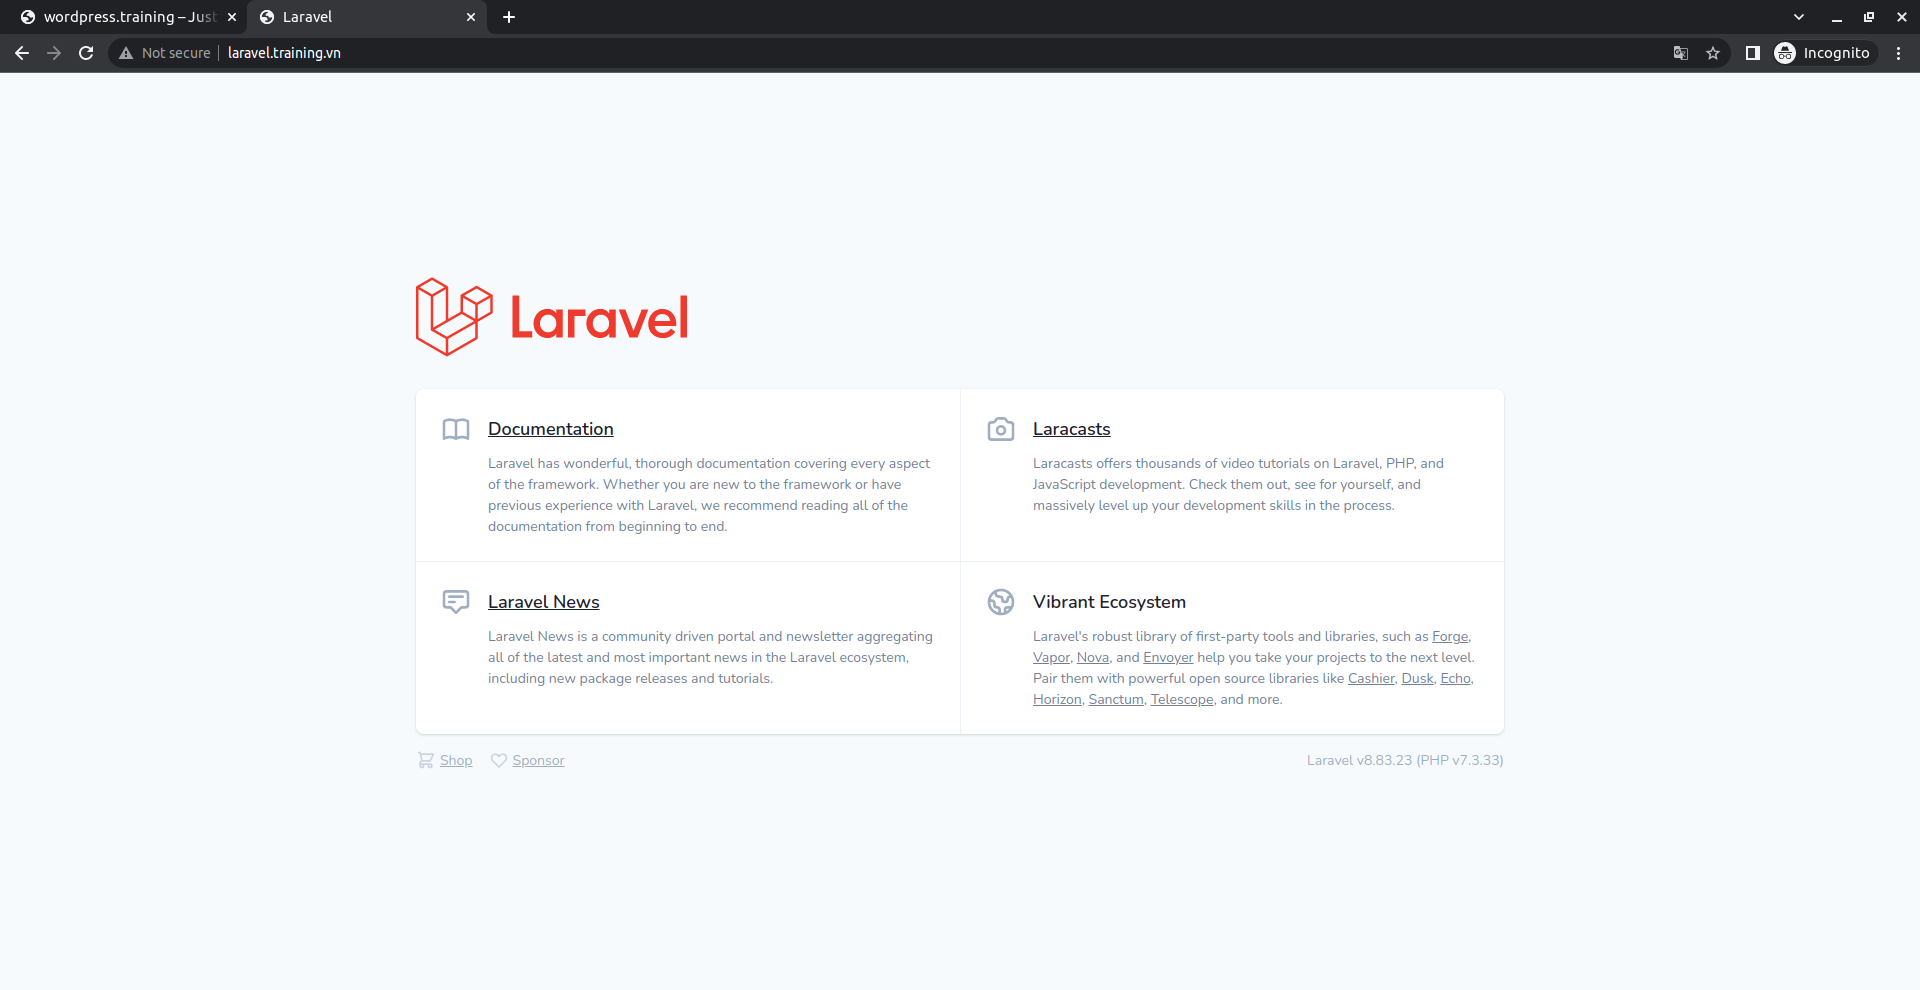 wordpress.training – Just
Laravel
Not secure
laravel.training.vn
Incognito
Laravel
Documentation
Laravel has wonderful, thorough documentation covering every aspect
of the framework. Whether you are new to the framework or have
previous experience with Laravel, we recommend reading all of the
documentation from beginning to end.
Laracasts
Laracasts offers thousands of video tutorials on Laravel, PHP, and
JavaScript development. Check them out, see for yourself, and
massively level up your development skills in the process.
Laravel News
Laravel News is a community driven portal and newsletter aggregating
all of the latest and most important news in the Laravel ecosystem,
including new package releases and tutorials.
Vibrant Ecosystem
Laravel's robust library of first-party tools and libraries, such as Forge,
Vapor, Nova, and Envoyer help you take your projects to the next level.
Pair them with powerful open source libraries like Cashier, Dusk, Echo,
Horizon, Sanctum, Telescope, and more.
Shop
Sponsor
Laravel v8.83.23 (PHP v7.3.33)